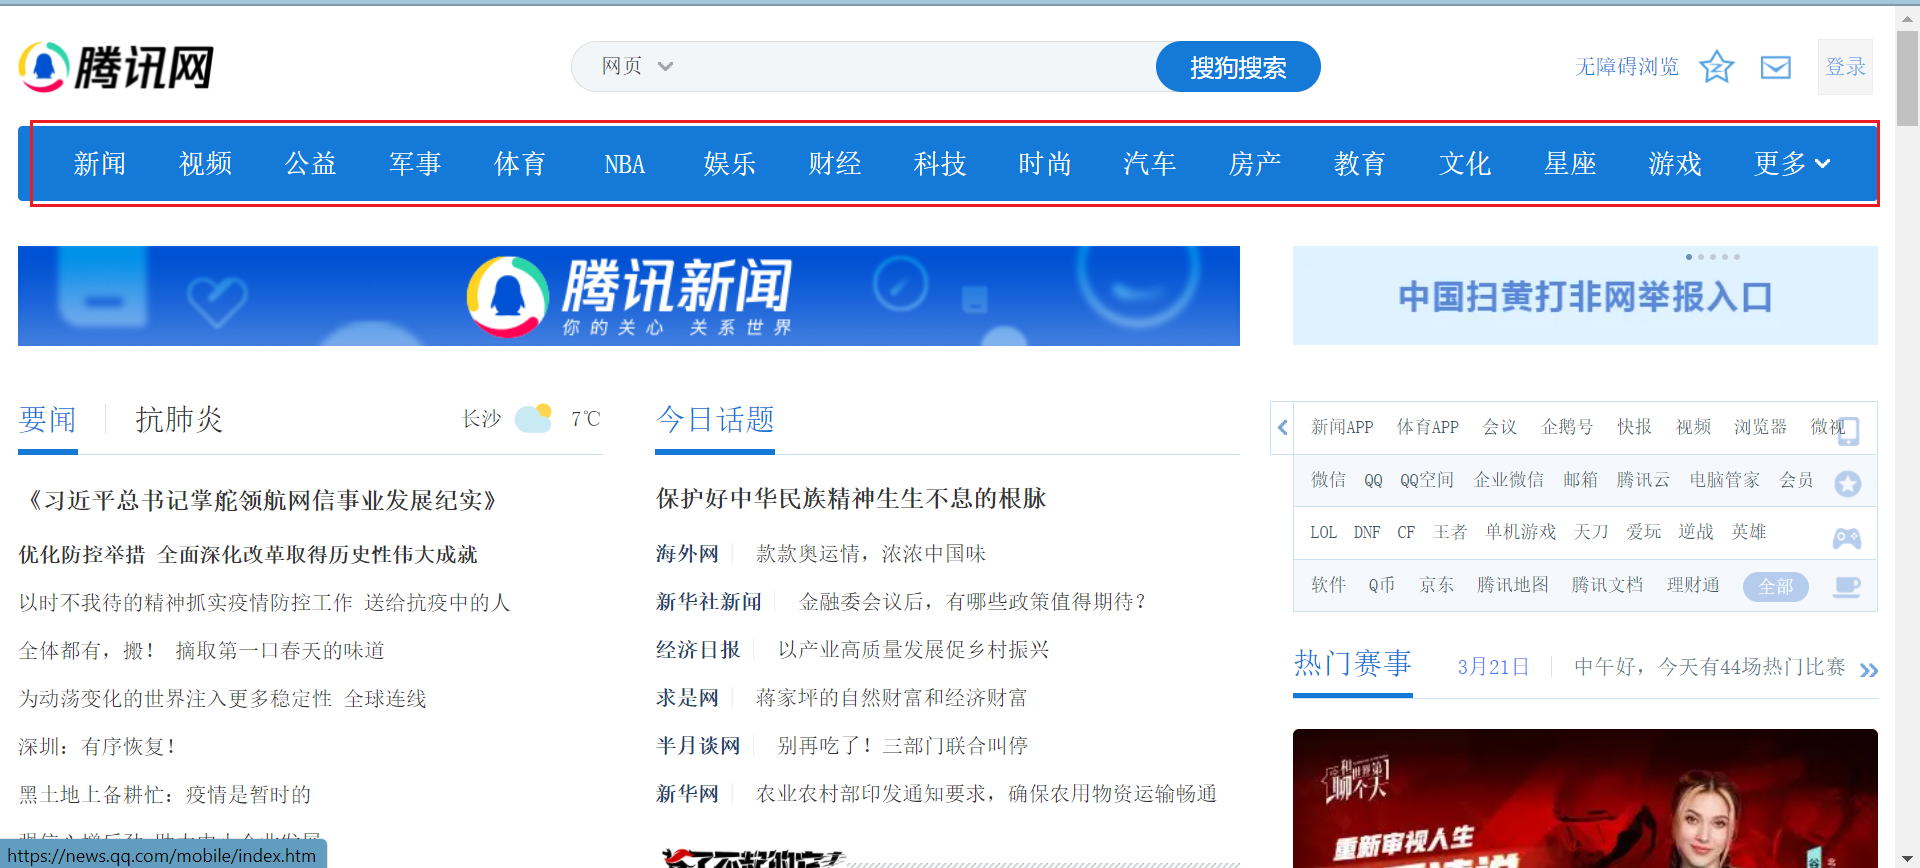 腾讯网
网页
搜狗搜索
无障碍浏览
登录
新闻 视频 公益 军事 体育 NBA 娱乐 财经 科技 时尚 汽车 房产 教育 文化 星座 游戏 更多
腾讯新闻
你的关心 关系世界
中国扫黄打非网举报入口
要闻 抗肺炎 长沙 7℃
《习近平总书记掌舵领航网信事业发展纪实》
优化防控举措 全面深化改革取得历史性伟大成就
以时不我待的精神抓实疫情防控工作 送给抗疫中的人
全体都有，搬！ 摘取第一口春天的味道
为动荡变化的世界注入更多稳定性 全球连线
深圳：有序恢复！
黑土地上备耕忙：疫情是暂时的
今日话题
保护好中华民族精神生生不息的根脉
海外网 款款奥运情，浓浓中国味
新华社新闻 金融委会议后，有哪些政策值得期待？
经济日报 以产业高质量发展促乡村振兴
求是网 蒋家坪的自然财富和经济财富
半月谈网 别再吃了！三部门联合叫停
新华网 农业农村部印发通知要求，确保农用物资运输畅通
新闻APP 体育APP 会议 企鹅号 快报 视频 浏览器 微视
微信 QQ QQ空间 企业微信 邮箱 腾讯云 电脑管家 会员
LOL DNF CF 王者 单机游戏 天刀 爱玩 逆战 英雄
软件 Q币 京东 腾讯地图 腾讯文档 理财通 全部
热门赛事 3月21日 中午好，今天有44场热门比赛
和世界第1
聊个天
重新审视人生
https://news.qq.com/mobile/index.htm